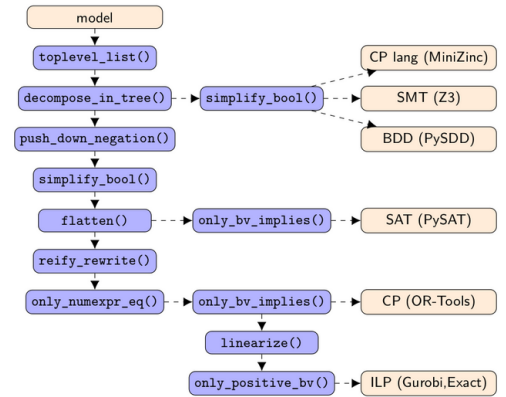 model
toplevel_list()
CP lang (MiniZinc)
decompose_in_tree()
simplify_bool()
SMT (Z3)
push_down_negation()
BDD (PySDD)
simplify_bool()
flatten()
only_bv_implies()
SAT (PySAT)
reify_rewrite()
only_numexpr_eq()
only_bv_implies()
CP (OR-Tools)
linearize()
only_positive_bv()
ILP (Gurobi,Exact)